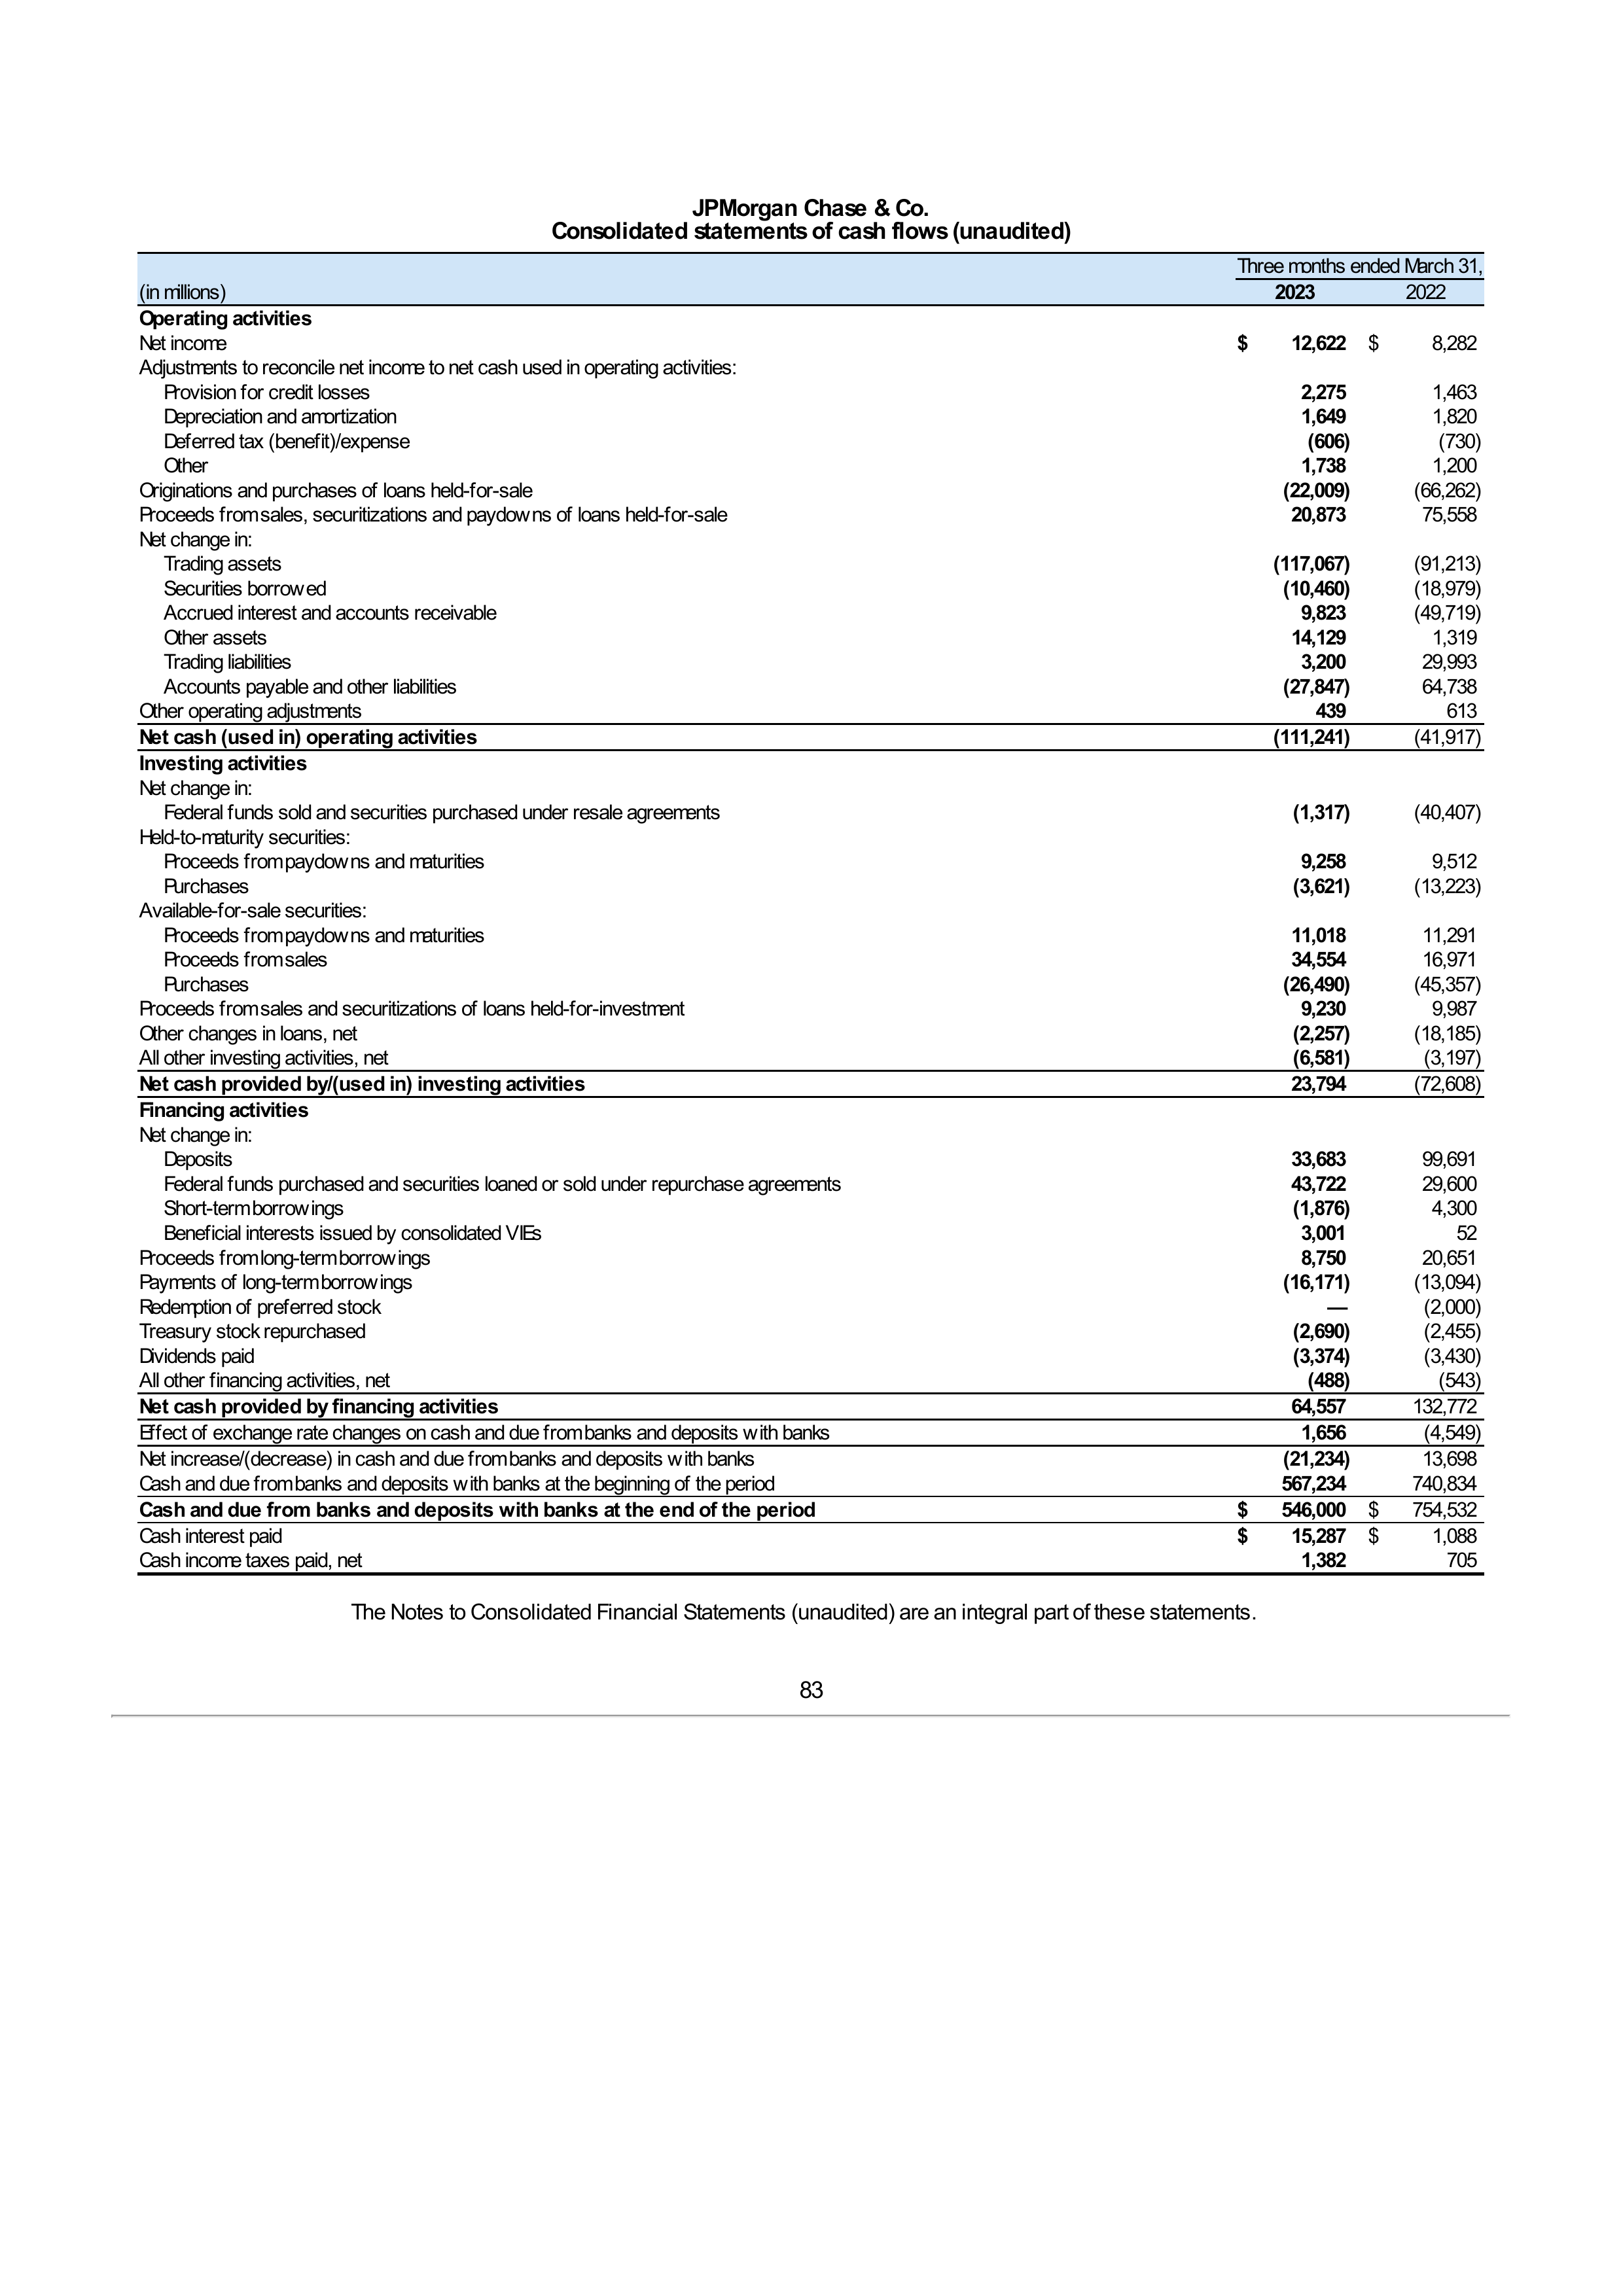 JPMorgan Chase & Co.
Consolidated statements of cash flows (unaudited)
Three months ended March 31,
(in millions) 2023 2022
Operating activities
Net income $ 12,622 $ 8,282
Adjustments to reconcile net income to net cash used in operating activities:
Provision for credit losses 2,275 1,463
Depreciation and amortization 1,649 1,820
Deferred tax (benefit)/expense (606) (730)
Other 1,738 1,200
Originations and purchases of loans held-for-sale (22,009) (66,262)
Proceeds from sales, securitizations and paydowns of loans held-for-sale 20,873 75,558
Net change in:
Trading assets (117,067) (91,213)
Securities borrowed (10,460) (18,979)
Accrued interest and accounts receivable 9,823 (49,719)
Other assets 14,129 1,319
Trading liabilities 3,200 29,993
Accounts payable and other liabilities (27,847) 64,738
Other operating adjustments 439 613
Net cash (used in) operating activities (111,241) (41,917)
Investing activities
Net change in:
Federal funds sold and securities purchased under resale agreements (1,317) (40,407)
Held-to-maturity securities:
Proceeds from paydowns and maturities 9,258 9,512
Purchases (3,621) (13,223)
Available-for-sale securities:
Proceeds from paydowns and maturities 11,018 11,291
Proceeds from sales 34,554 16,971
Purchases (26,490) (45,357)
Proceeds from sales and securitizations of loans held-for-investment 9,230 9,987
Other changes in loans, net (2,257) (18,185)
All other investing activities, net (6,581) (3,197)
Net cash provided by/(used in) investing activities 23,794 (72,608)
Financing activities
Net change in:
Deposits 33,683 99,691
Federal funds purchased and securities loaned or sold under repurchase agreements 43,722 29,600
Short-term borrowings (1,876) 4,300
Beneficial interests issued by consolidated VIEs 3,001 52
Proceeds from long-term borrowings 8,750 20,651
Payments of long-term borrowings (16,171) (13,094)
Redemption of preferred stock — (2,000)
Treasury stock repurchased (2,690) (2,455)
Dividends paid (3,374) (3,430)
All other financing activities, net (488) (543)
Net cash provided by financing activities 64,557 132,772
Effect of exchange rate changes on cash and due from banks and deposits with banks 1,656 (4,549)
Net increase/(decrease) in cash and due from banks and deposits with banks (21,234) 13,698
Cash and due from banks and deposits with banks at the beginning of the period 567,234 740,834
Cash and due from banks and deposits with banks at the end of the period $ 546,000 $ 754,532
Cash interest paid $ 15,287 $ 1,088
Cash income taxes paid, net 1,382 705
The Notes to Consolidated Financial Statements (unaudited) are an integral part of these statements.
83